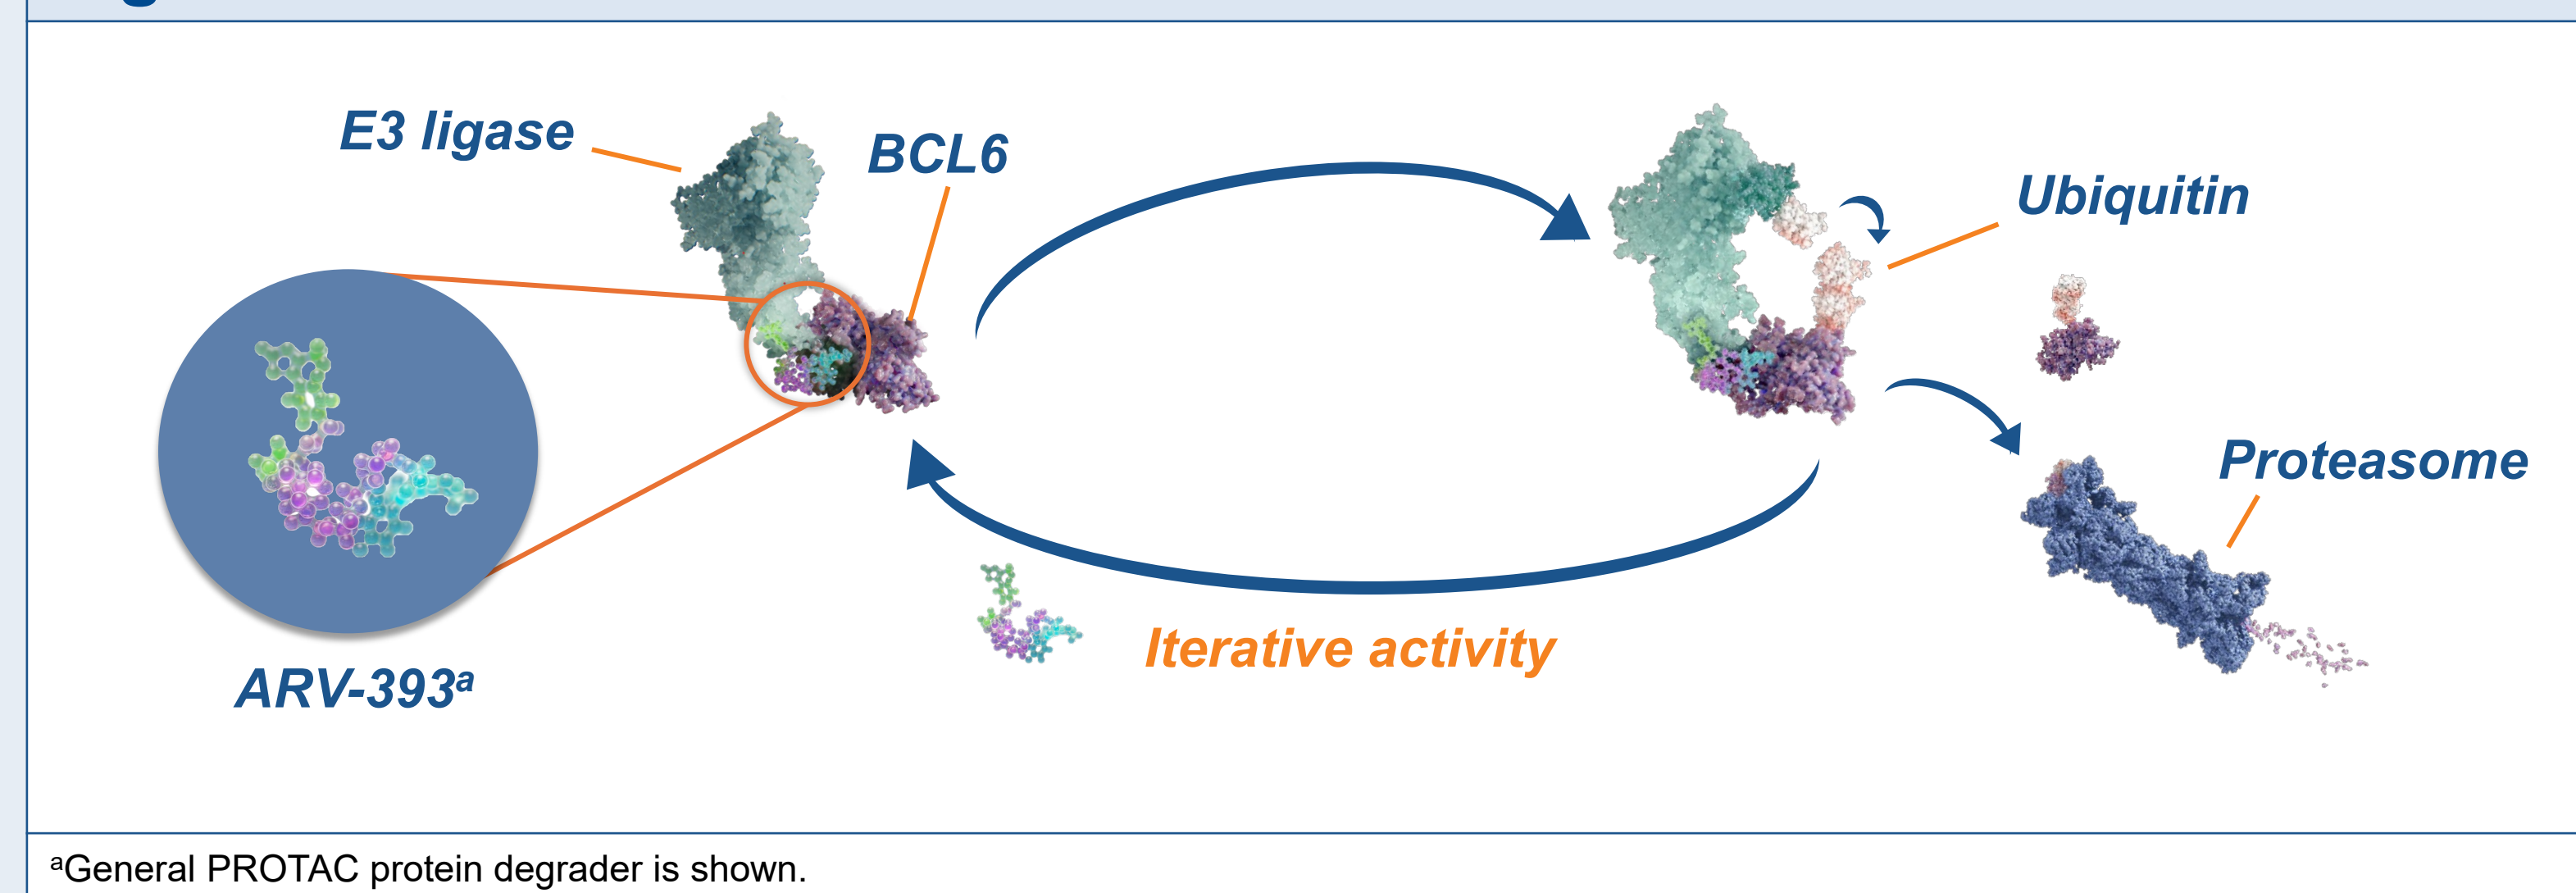 E3 ligase
BCL6
Ubiquitin
Proteasome
ARV-393ᵃ
Iterative activity
ᵃGeneral PROTAC protein degrader is shown.